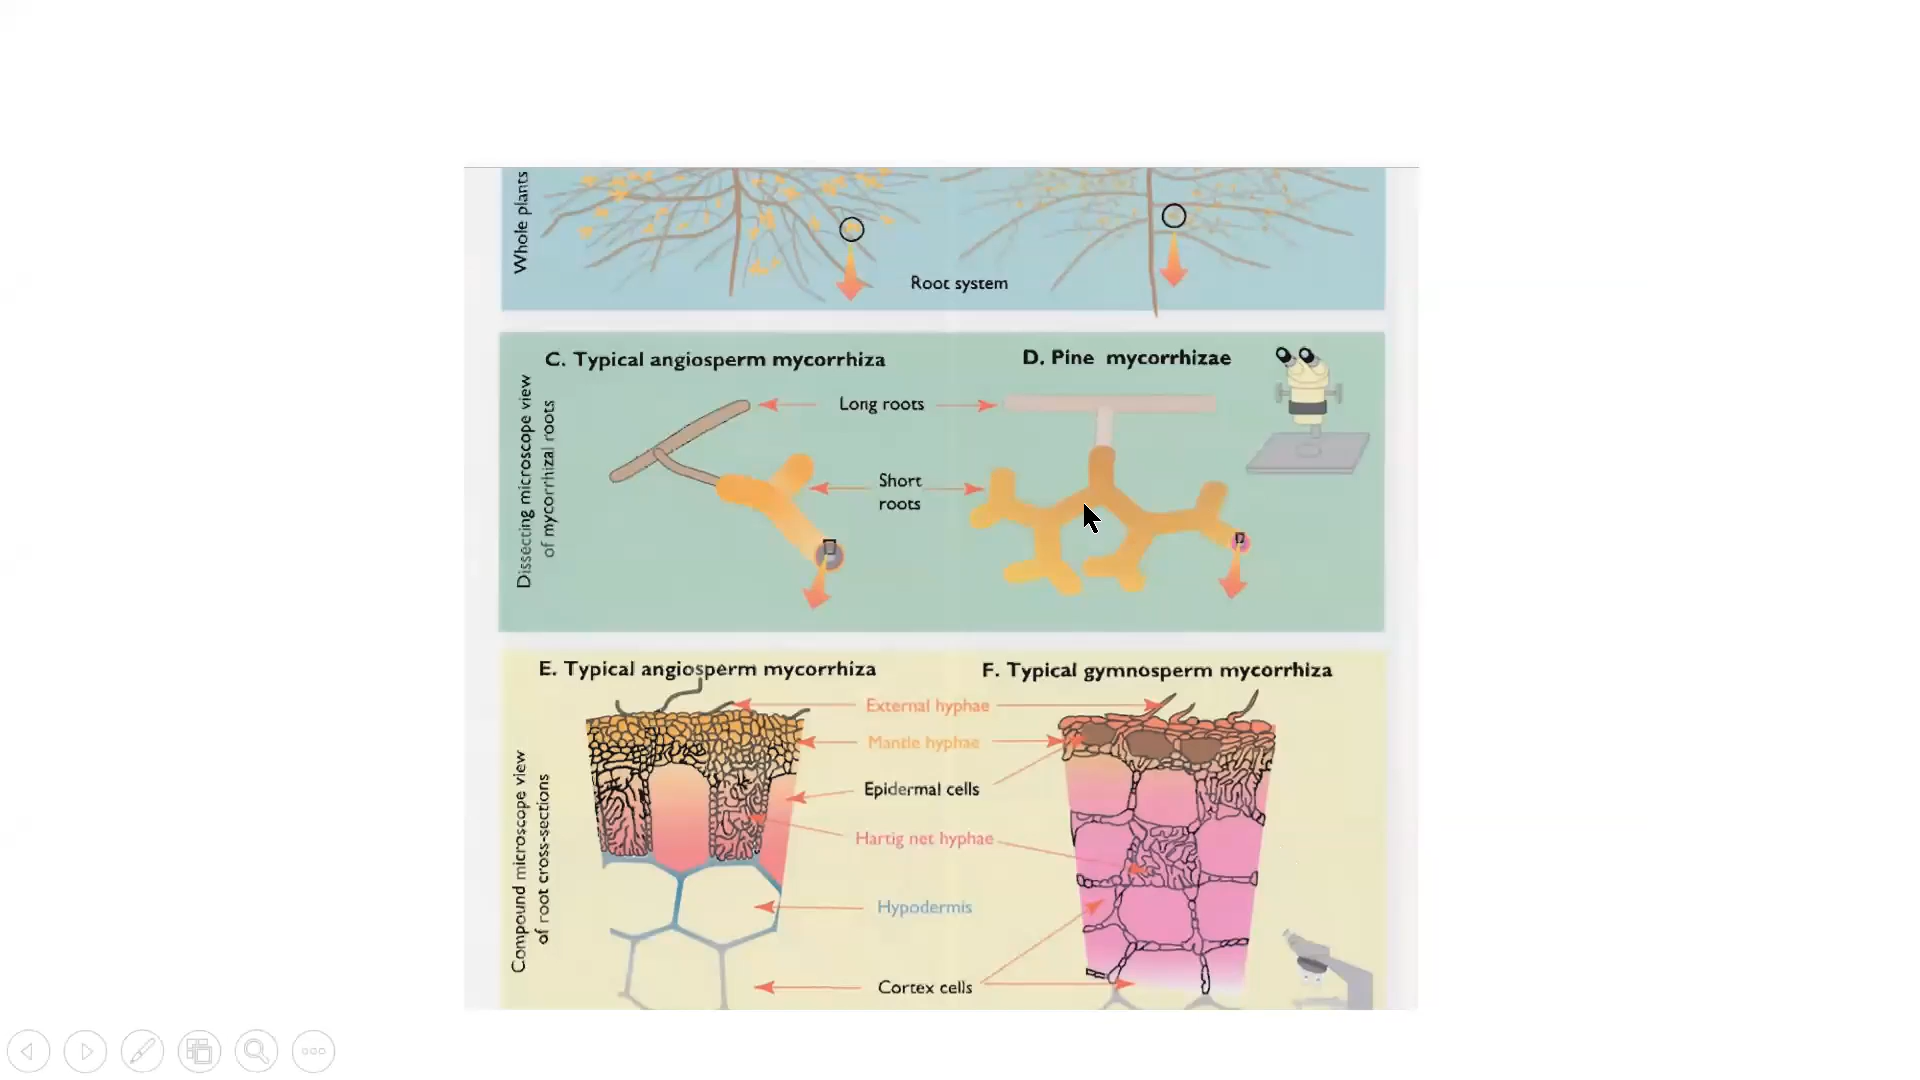 Whole plants
Root system
C. Typical angiosperm mycorrhiza
D. Pine mycorrhizae
Dissecting microscope view
of mycorrhizal roots
Long roots
Short
roots
E. Typical angiosperm mycorrhiza
F. Typical gymnosperm mycorrhiza
Compound microscope view
of root cross-sections
External hyphae
Mantle hyphae
Epidermal cells
Hartig net hyphae
Hypodermis
Cortex cells